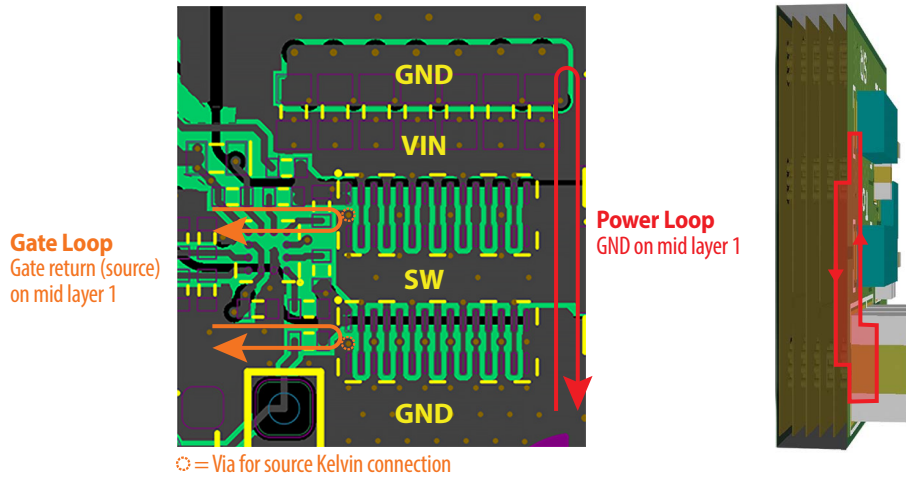 GND
VIN
Gate Loop
Gate return (source)
on mid layer 1
Power Loop
GND on mid layer 1
SW
GND
= Via for source Kelvin connection